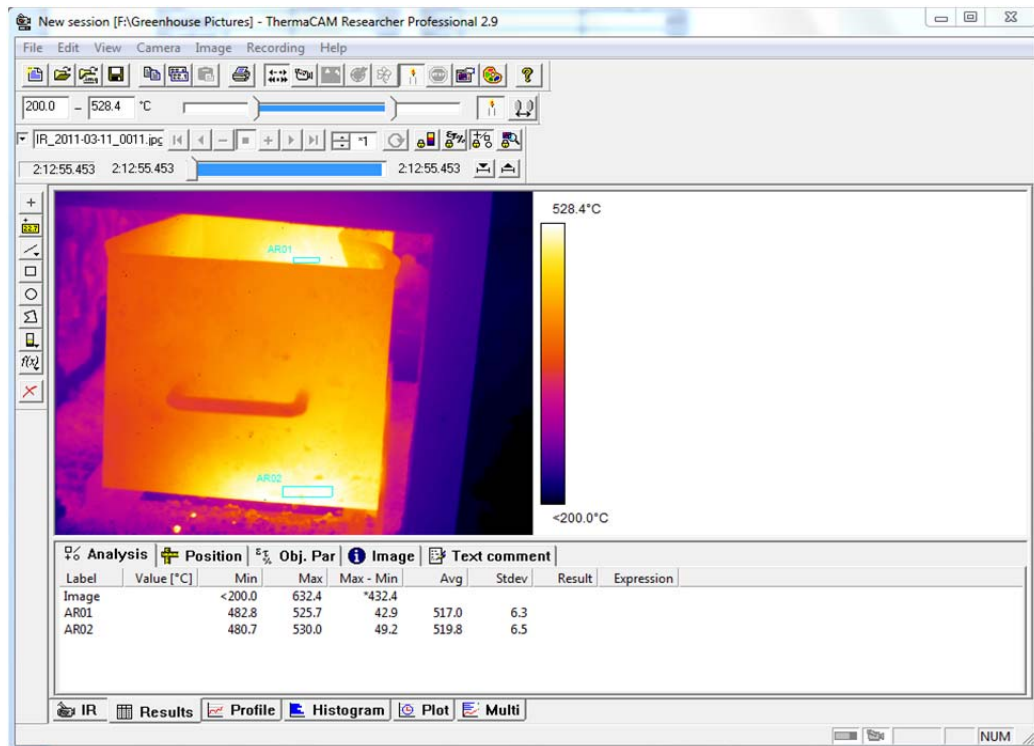 New session [F:\Greenhouse Pictures] - ThermaCAM Researcher Professional 2.9
File Edit View Camera Image Recording Help
200.0 - 528.4 °C
IR_2011-03-11_0011.jpg *1
2:12:55.453 2:12:55.453 2:12:55.453
528.4°C
AR01
AR02
<200.0°C
Analysis Position Obj. Par Image Text comment
Label Value [°C] Min Max Max - Min Avg Stdev Result Expression
Image <200.0 632.4 *432.4
AR01 482.8 525.7 42.9 517.0 6.3
AR02 480.7 530.0 49.2 519.8 6.5
IR Results Profile Histogram Plot Multi
NUM